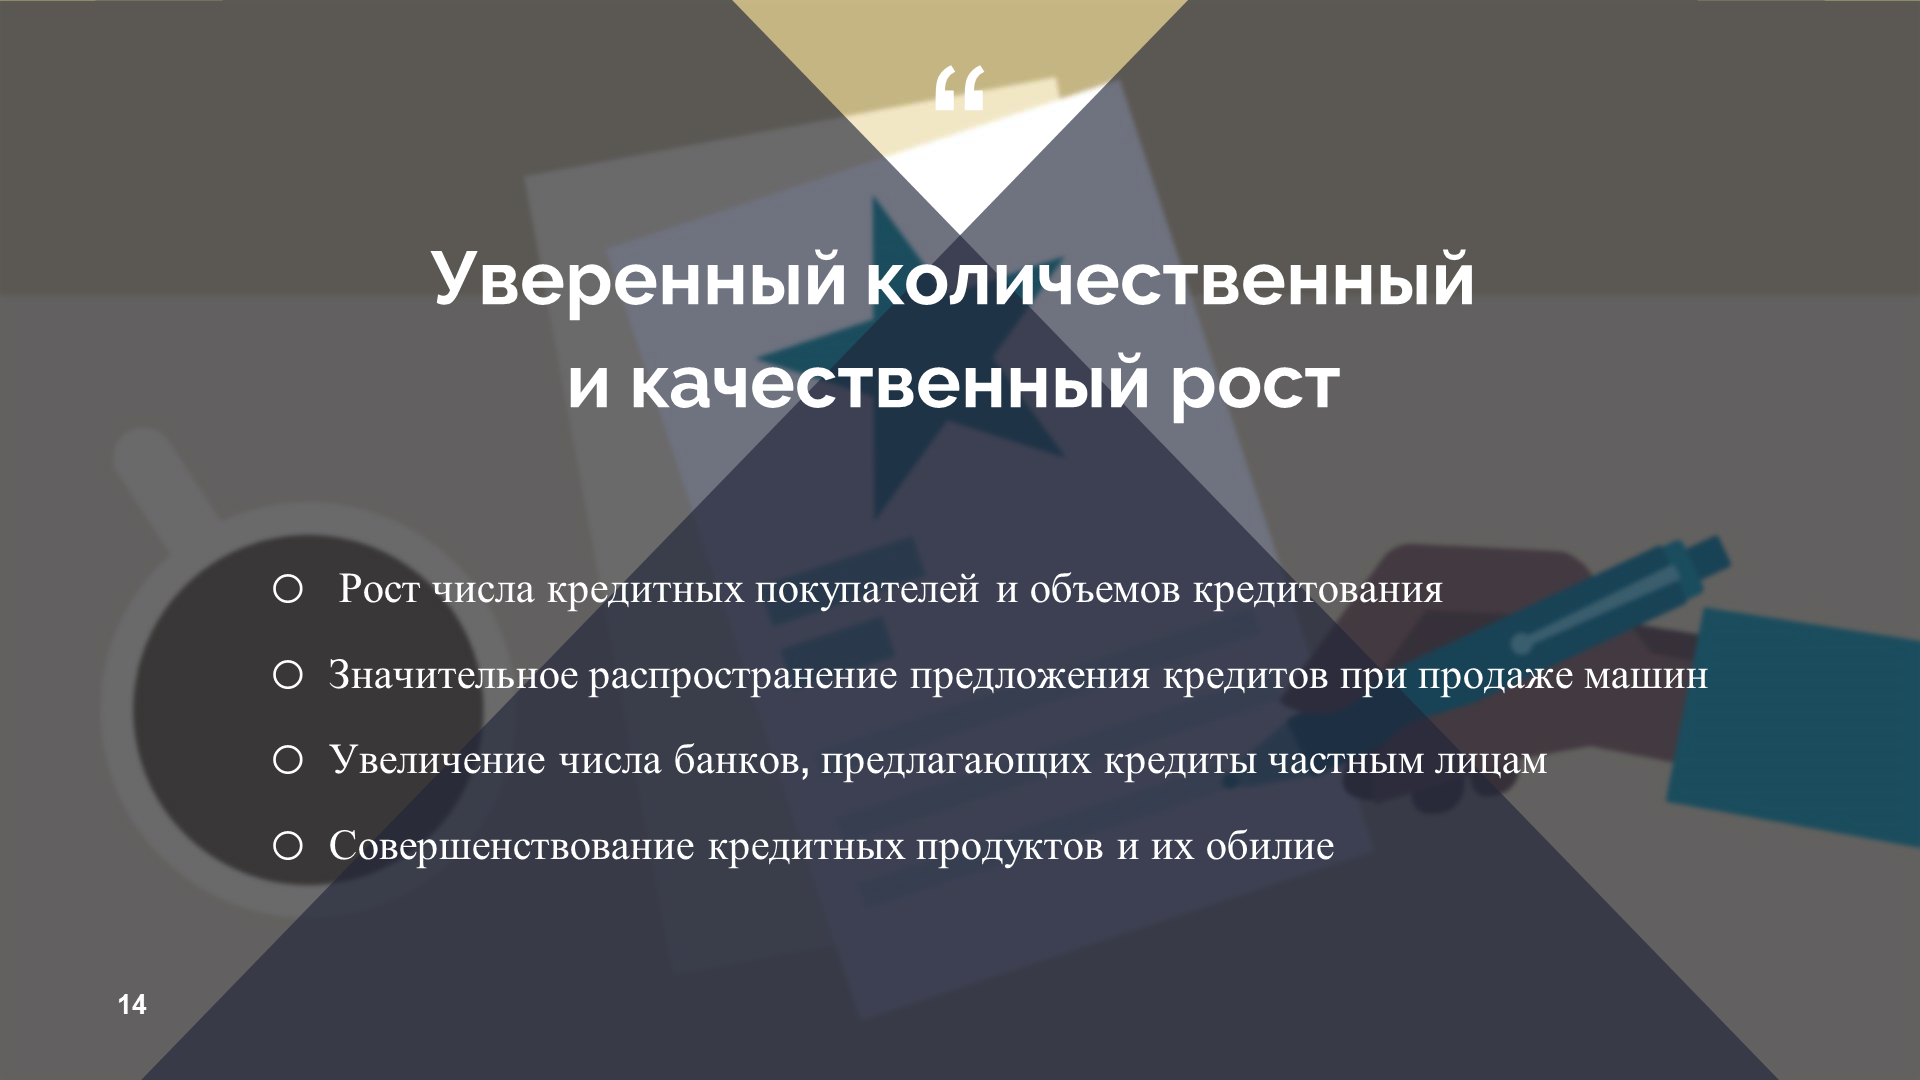 “
Уверенный количественный
и качественный рост
Рост числа кредитных покупателей и объемов кредитования
Значительное распространение предложения кредитов при продаже машин
Увеличение числа банков, предлагающих кредиты частным лицам
Совершенствование кредитных продуктов и их обилие
14